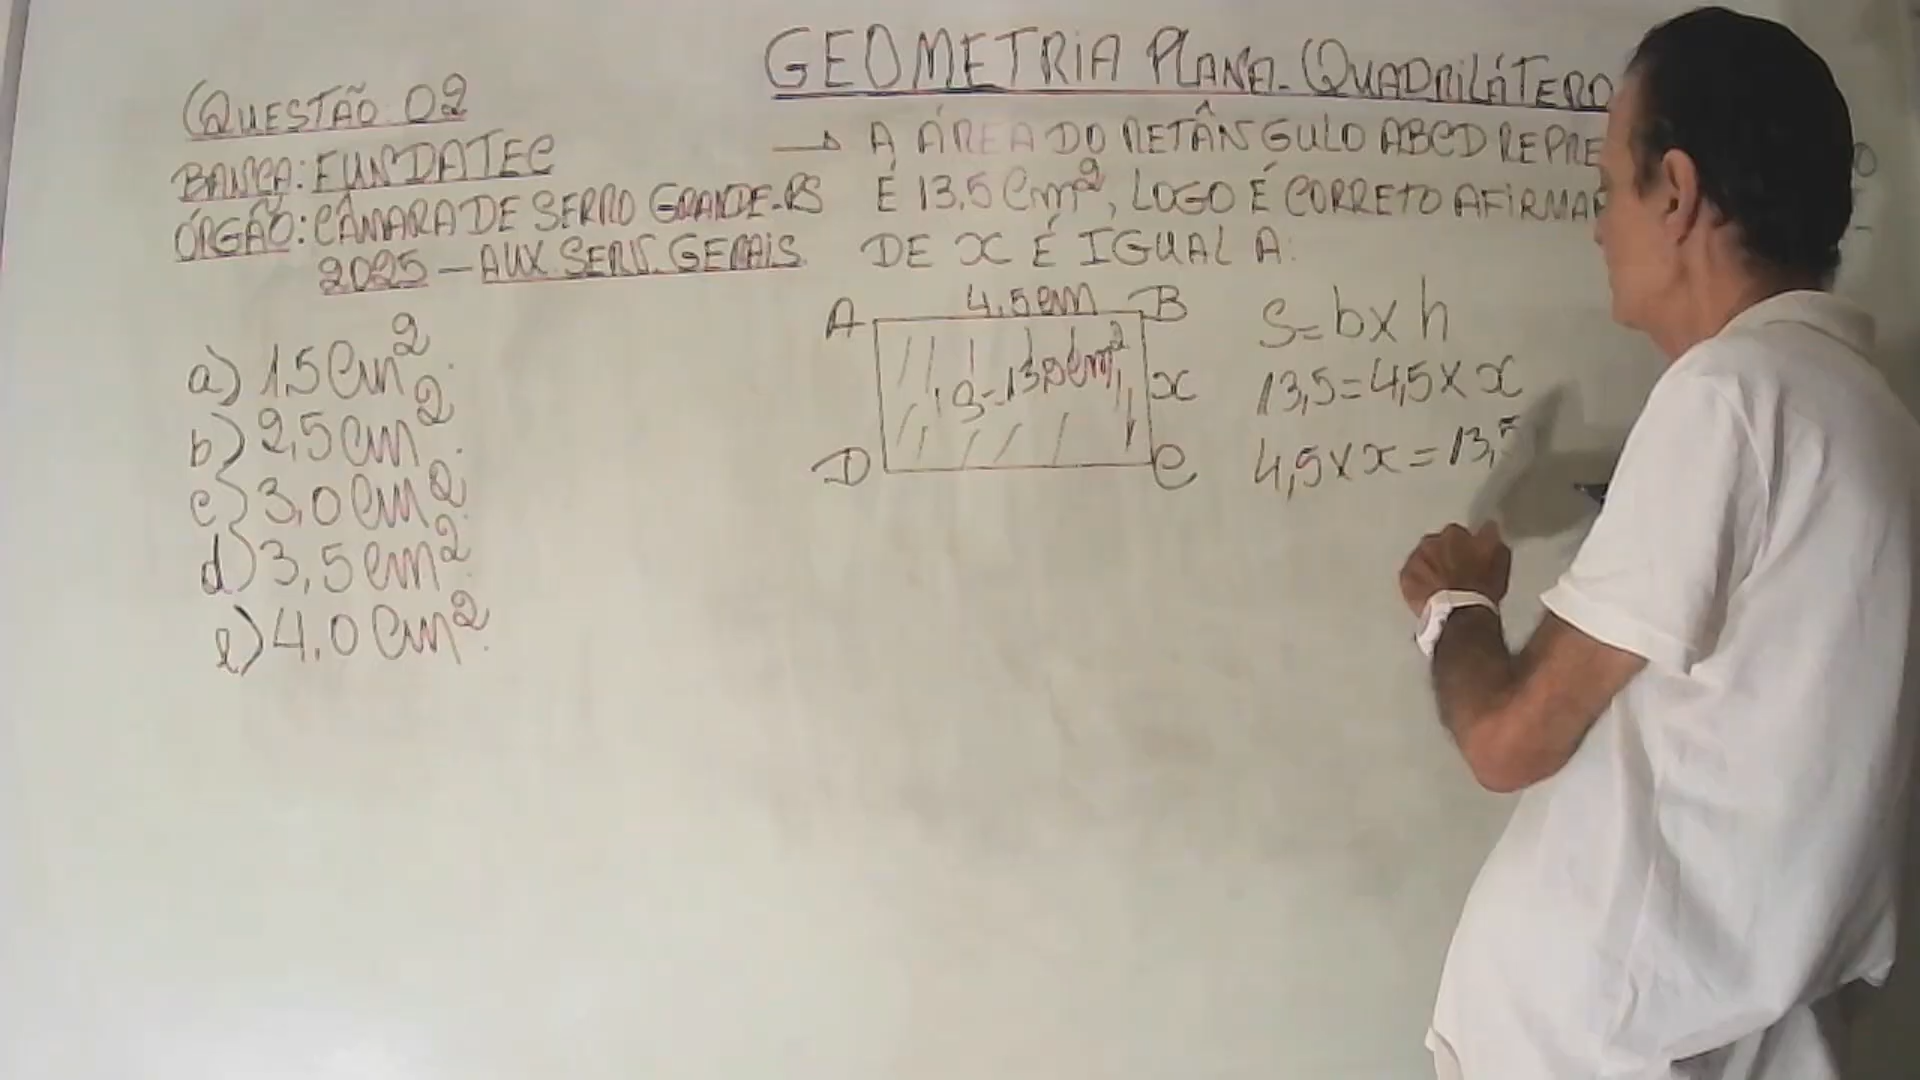 GEOMETRIA PLANA - QUADRILÁTERO
QUESTÃO 02
BANCA: FUNDATEC
ÓRGÃO: CÂMARA DE SERRO GRANDE-RS
2025 - AUX. SERV. GERAIS
→ A ÁREA DO RETÂNGULO ABCD REPRE
É 13,5 cm², LOGO É CORRETO AFIRMAR
DE x É IGUAL A:
a) 1,5 cm².
b) 2,5 cm².
c) 3,0 cm².
d) 3,5 cm².
e) 4,0 cm².
A 4,5 cm B
S=13,5 cm²
x
D C
S = b x h
13,5 = 4,5 x x
4,5 x x = 13,5